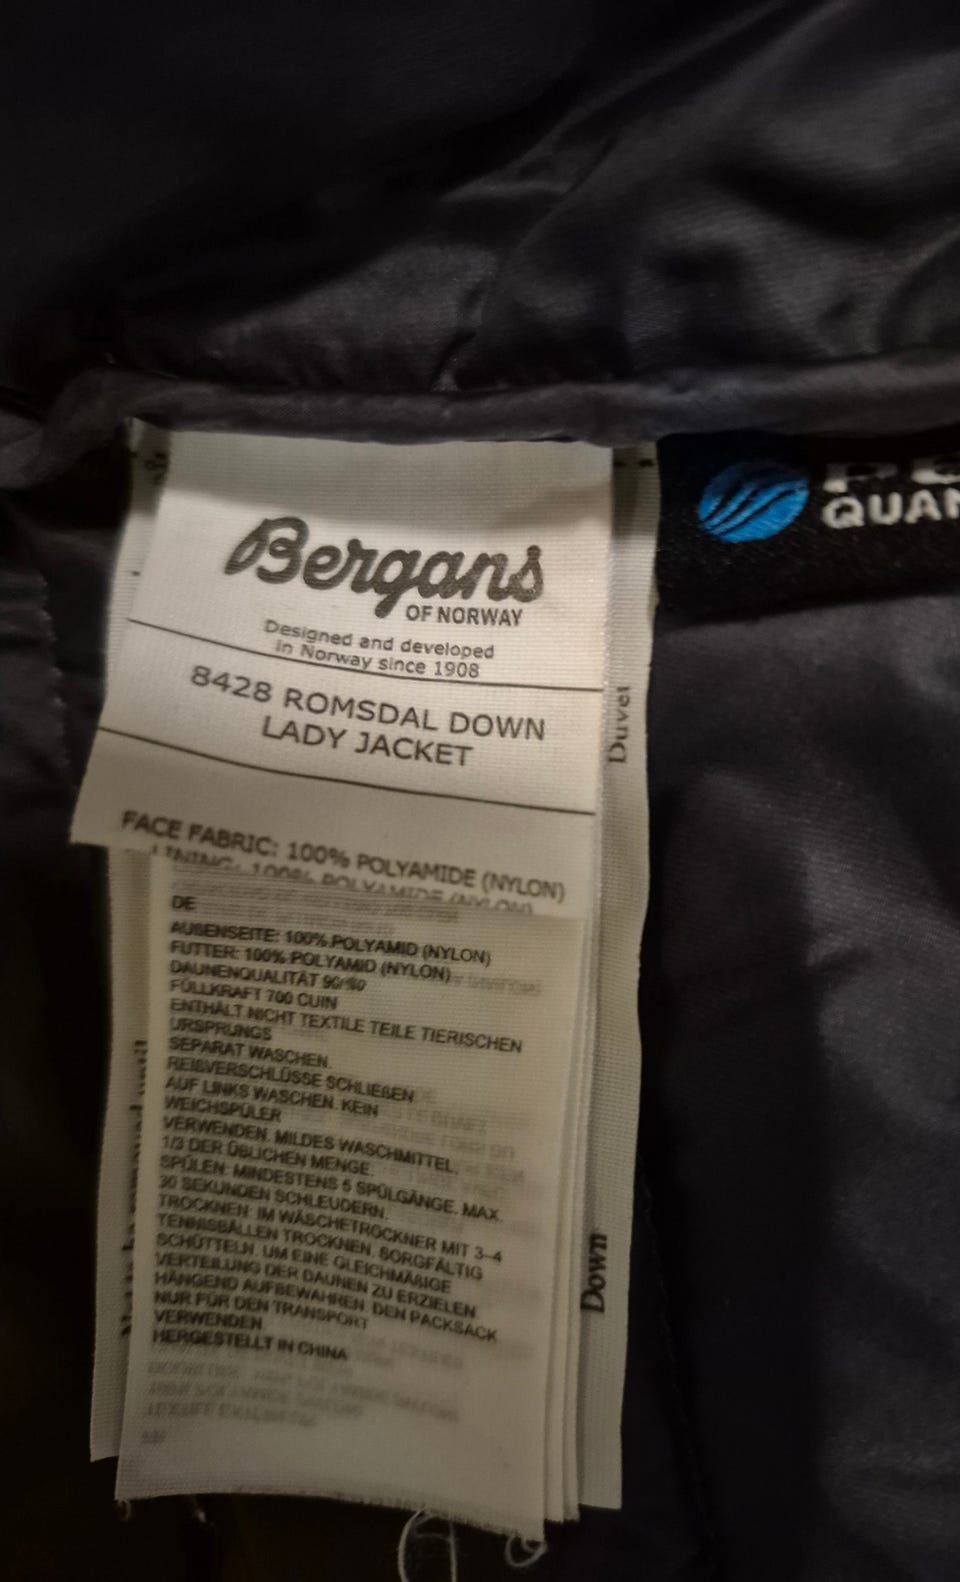 Bergans
OF NORWAY
Designed and developed
in Norway since 1908
8428 ROMSDAL DOWN
LADY JACKET
FACE FABRIC: 100% POLYAMIDE (NYLON)
LINING: 100% POLYAMIDE (NYLON)
DE
AUßENSEITE: 100% POLYAMID (NYLON)
FUTTER: 100% POLYAMID (NYLON)
DAUNENQUALITÄT 90/10
FÜLLKRAFT 700 CUIN
ENTHÄLT NICHT TEXTILE TEILE TIERISCHEN
URSPRUNGS
SEPARAT WASCHEN.
REIßVERSCHLÜSSE SCHLIEßEN
AUF LINKS WASCHEN. KEIN
WEICHSPÜLER
VERWENDEN. MILDES WASCHMITTEL,
1/3 DER ÜBLICHEN MENGE.
SPÜLEN: MINDESTENS 5 SPÜLGÄNGE. MAX.
30 SEKUNDEN SCHLEUDERN.
TROCKNEN: IM WÄSCHETROCKNER MIT 3-4
TENNISBÄLLEN TROCKNEN. SORGFÄLTIG
SCHÜTTELN, UM EINE GLEICHMÄßIGE
VERTEILUNG DER DAUNEN ZU ERZIELEN.
HÄNGEND AUFBEWAHREN. DEN PACKSACK
NUR FÜR DEN TRANSPORT
VERWENDEN.
HERGESTELLT IN CHINA
Duvet
Down